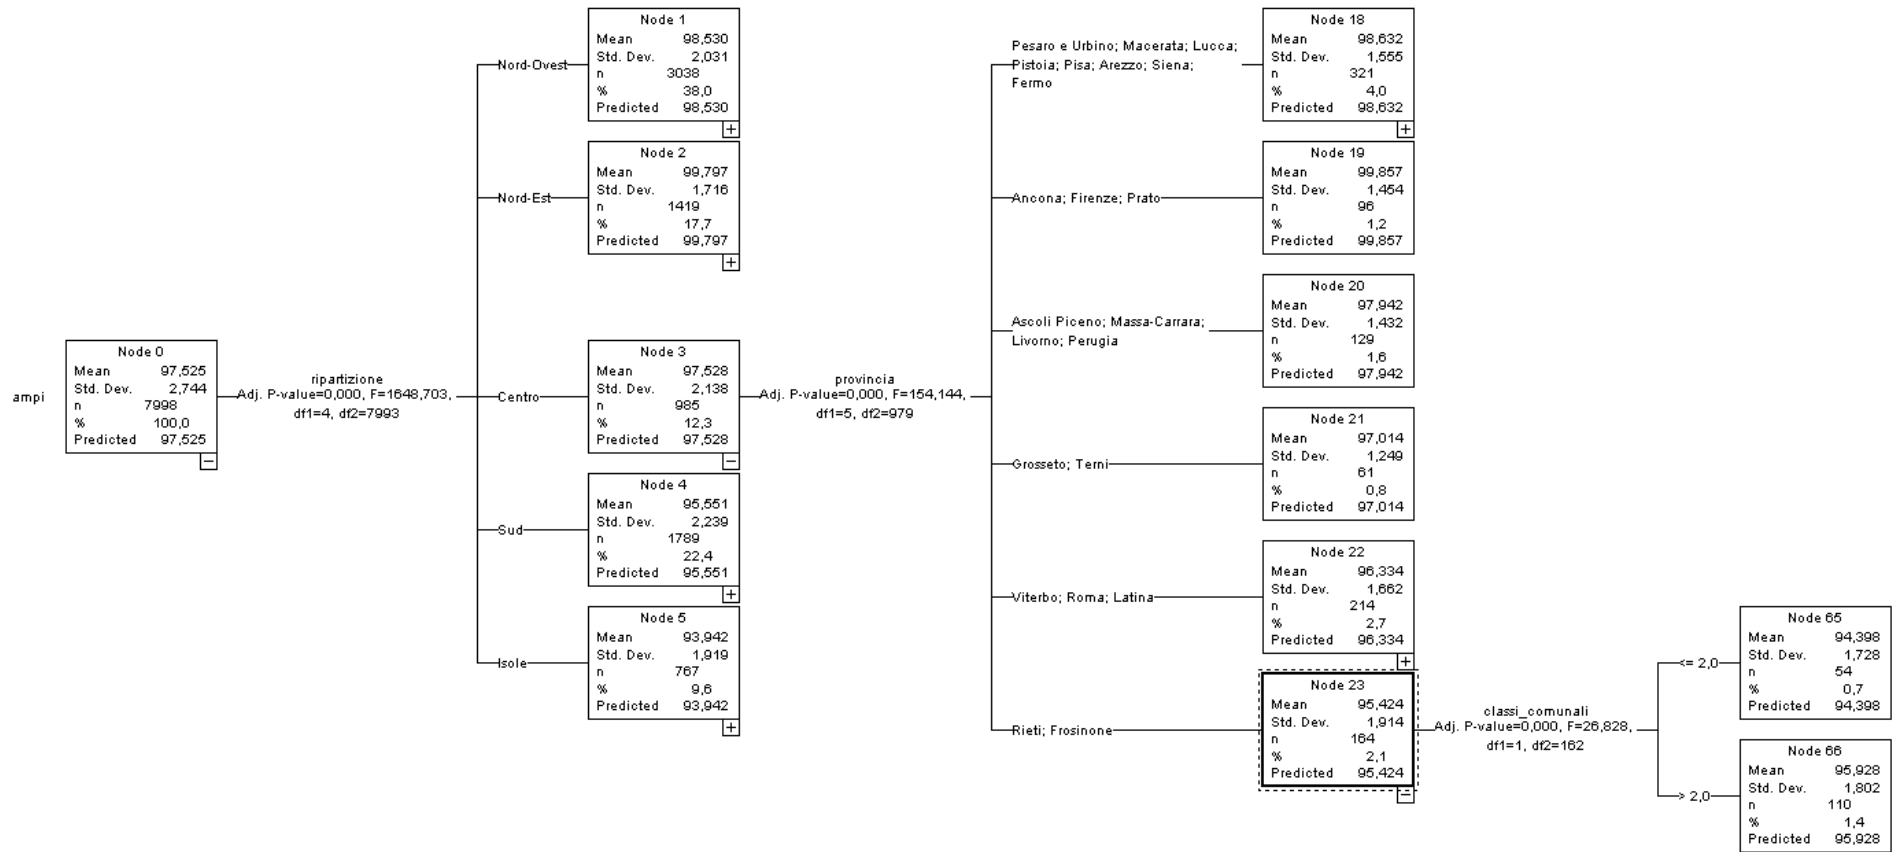 ampi
Node 0
Mean 97,525
Std. Dev. 2,744
n 7998
% 100,0
Predicted 97,525
ripartizione
Adj. P-value=0,000, F=1648,703,
df1=4, df2=7993
Nord-Ovest
Node 1
Mean 98,530
Std. Dev. 2,031
n 3038
% 38,0
Predicted 98,530
Nord-Est
Node 2
Mean 99,797
Std. Dev. 1,716
n 1419
% 17,7
Predicted 99,797
Centro
Node 3
Mean 97,528
Std. Dev. 2,138
n 985
% 12,3
Predicted 97,528
Sud
Node 4
Mean 95,551
Std. Dev. 2,239
n 1789
% 22,4
Predicted 95,551
Isole
Node 5
Mean 93,942
Std. Dev. 1,919
n 767
% 9,6
Predicted 93,942
provincia
Adj. P-value=0,000, F=154,144,
df1=5, df2=979
Pesaro e Urbino; Macerata; Lucca;
Pistoia; Pisa; Arezzo; Siena;
Fermo
Node 18
Mean 98,632
Std. Dev. 1,555
n 321
% 4,0
Predicted 98,632
Ancona; Firenze; Prato
Node 19
Mean 99,857
Std. Dev. 1,454
n 96
% 1,2
Predicted 99,857
Ascoli Piceno; Massa-Carrara;
Livorno; Perugia
Node 20
Mean 97,942
Std. Dev. 1,432
n 129
% 1,6
Predicted 97,942
Grosseto; Terni
Node 21
Mean 97,014
Std. Dev. 1,249
n 61
% 0,8
Predicted 97,014
Viterbo; Roma; Latina
Node 22
Mean 96,334
Std. Dev. 1,662
n 214
% 2,7
Predicted 96,334
Rieti; Frosinone
Node 23
Mean 95,424
Std. Dev. 1,914
n 164
% 2,1
Predicted 95,424
classi_comunali
Adj. P-value=0,000, F=26,828,
df1=1, df2=162
<= 2,0
Node 65
Mean 94,398
Std. Dev. 1,728
n 54
% 0,7
Predicted 94,398
> 2,0
Node 66
Mean 95,928
Std. Dev. 1,802
n 110
% 1,4
Predicted 95,928